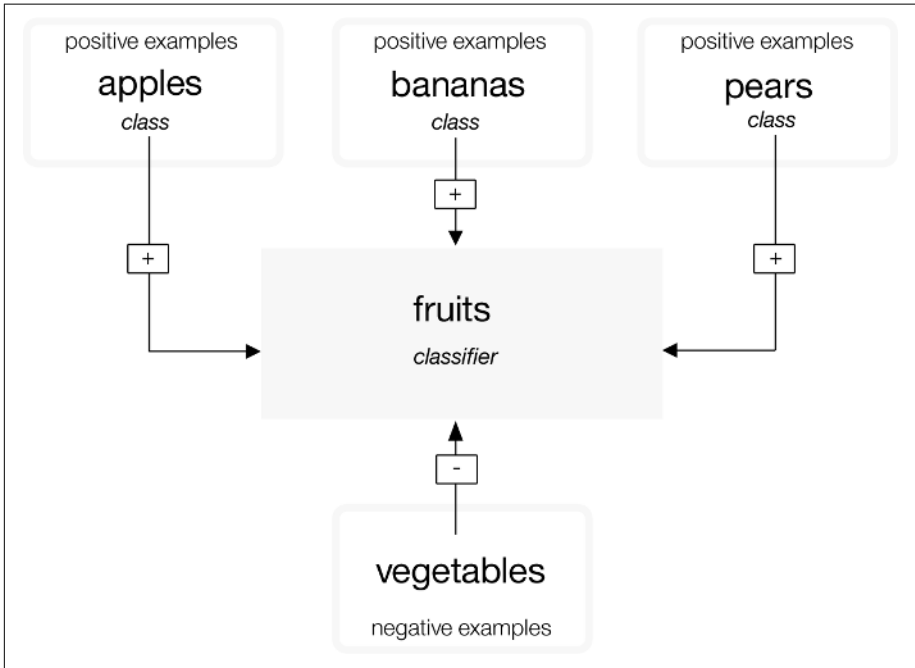 positive examples
apples
class
positive examples
bananas
class
positive examples
pears
class
+
+
+
fruits
classifier
-
vegetables
negative examples